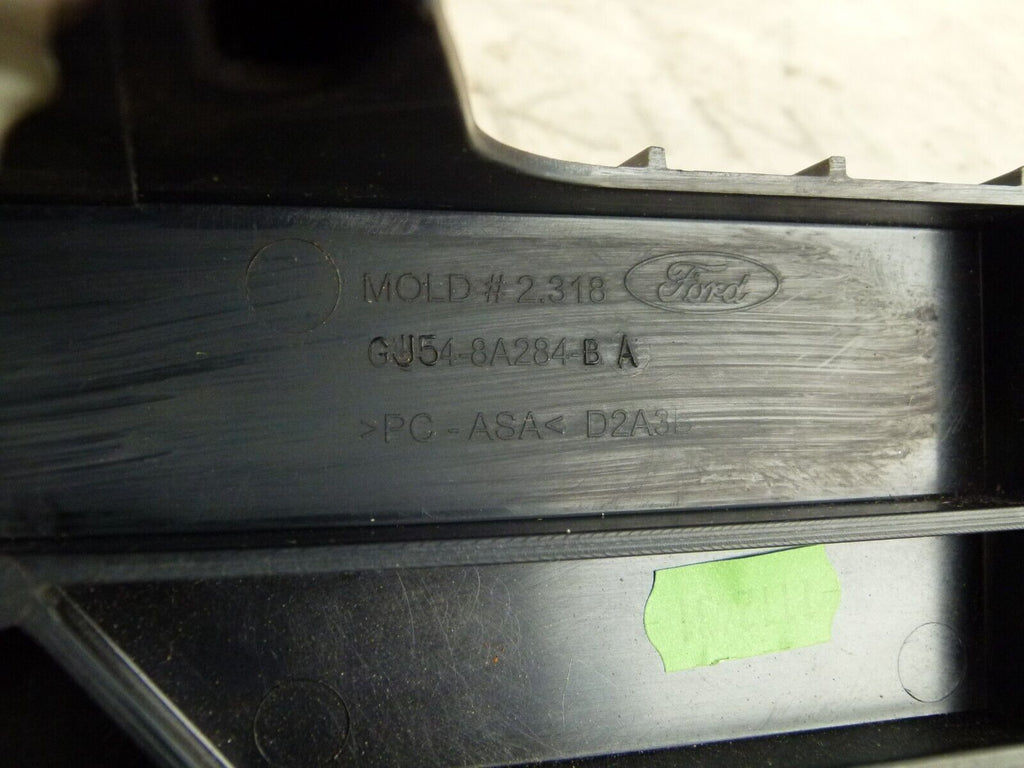 MOLD # 2.318 Ford
GJ54-8A284-B A
>PC - ASA<